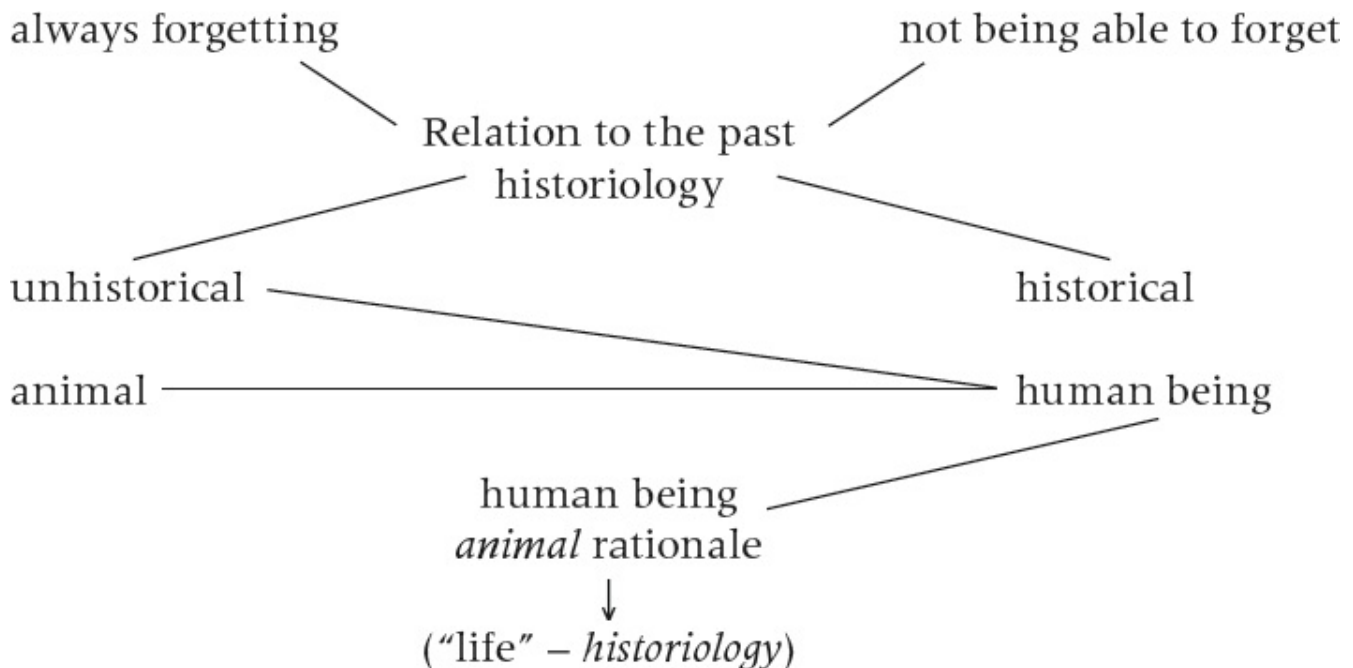 always forgetting not being able to forget
Relation to the past
historiology
unhistorical historical
animal human being
human being
animal rationale
(“life” – historiology)